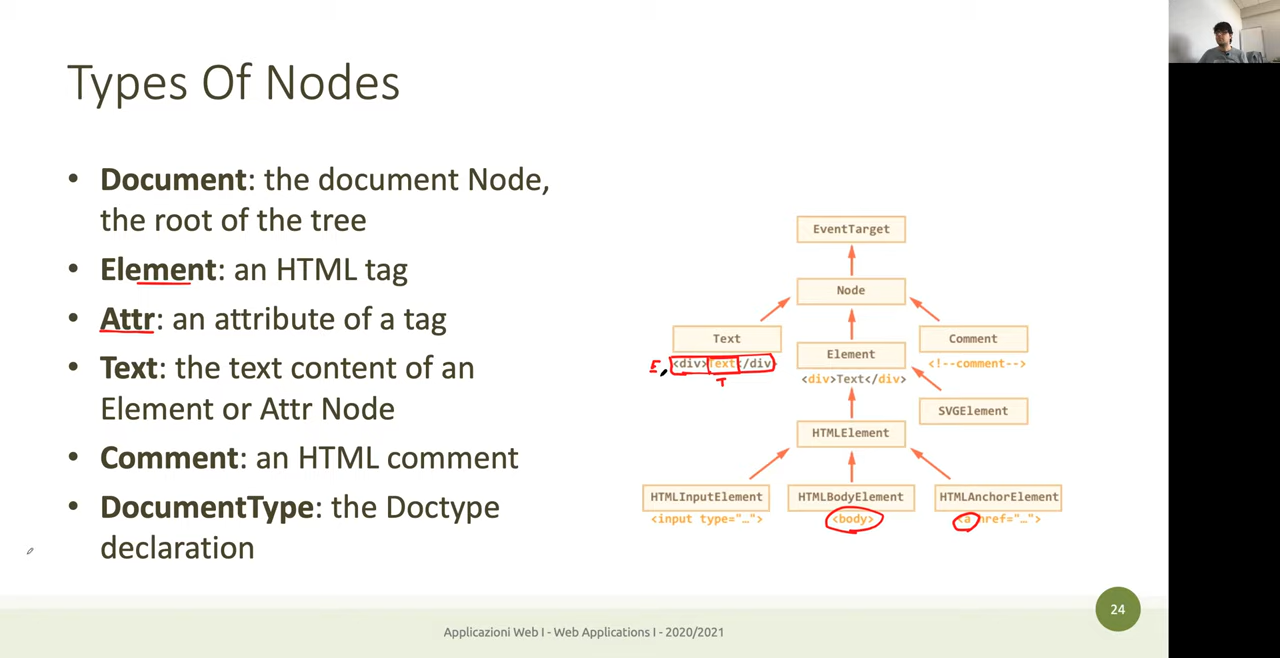 Types Of Nodes
• Document: the document Node,
the root of the tree
• Element: an HTML tag
• Attr: an attribute of a tag
• Text: the text content of an
Element or Attr Node
• Comment: an HTML comment
• DocumentType: the Doctype
declaration
EventTarget
Node
Text
<div>Text</div>
E
T
Element
<div>Text</div>
Comment
<!--comment-->
SVGElement
HTMLElement
HTMLInputElement
<input type="…">
HTMLBodyElement
<body>
HTMLAnchorElement
<a href="…">
24
Applicazioni Web I - Web Applications I - 2020/2021